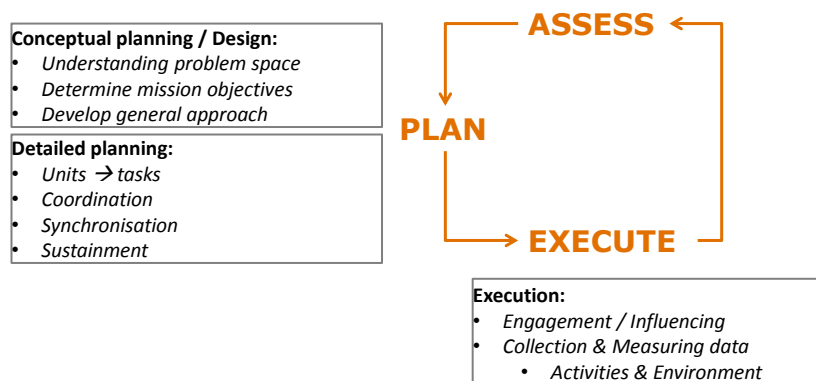 Conceptual planning / Design:
• Understanding problem space
• Determine mission objectives
• Develop general approach
Detailed planning:
• Units → tasks
• Coordination
• Synchronisation
• Sustainment
ASSESS
PLAN
EXECUTE
Execution:
• Engagement / Influencing
• Collection & Measuring data
• Activities & Environment